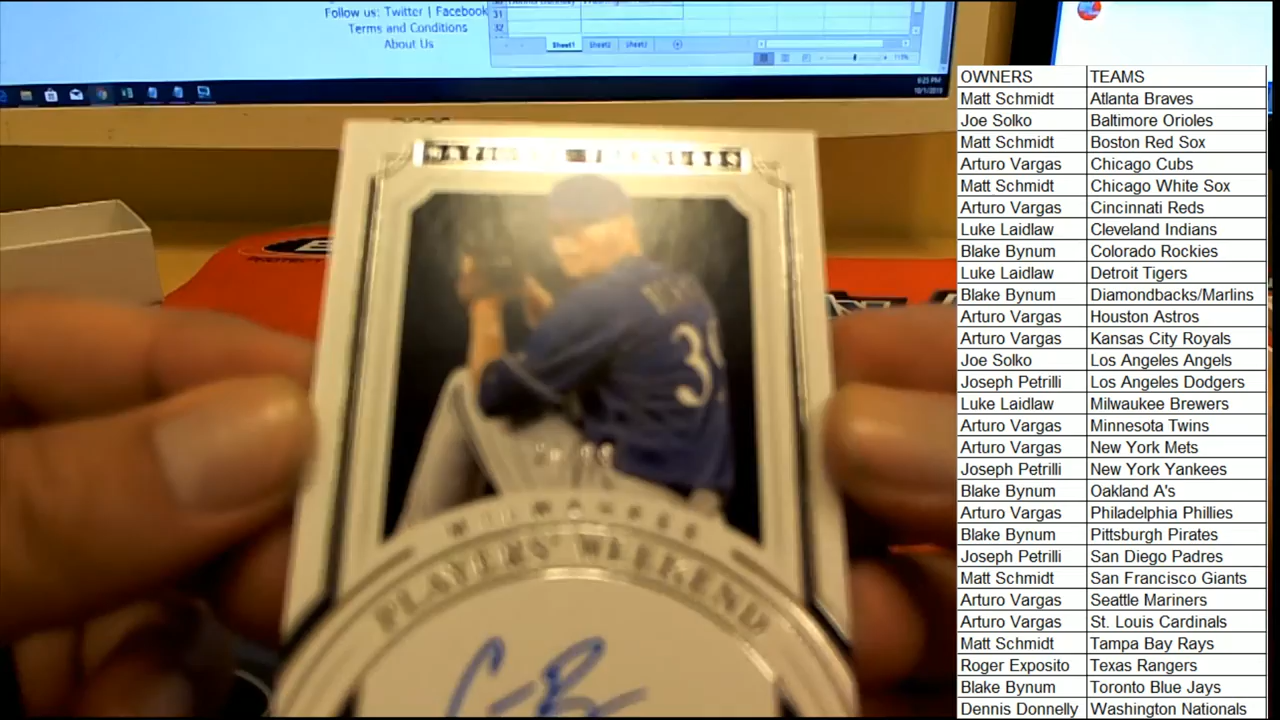 Follow us: Twitter | Facebook
Terms and Conditions
About Us
31
32
Sheet1 Sheet2 Sheet3
6:25 PM
10/1/2019
39
PLAYERS' WEEKEND
OWNERS TEAMS
Matt Schmidt Atlanta Braves
Joe Solko Baltimore Orioles
Matt Schmidt Boston Red Sox
Arturo Vargas Chicago Cubs
Matt Schmidt Chicago White Sox
Arturo Vargas Cincinnati Reds
Luke Laidlaw Cleveland Indians
Blake Bynum Colorado Rockies
Luke Laidlaw Detroit Tigers
Blake Bynum Diamondbacks/Marlins
Arturo Vargas Houston Astros
Arturo Vargas Kansas City Royals
Joe Solko Los Angeles Angels
Joseph Petrilli Los Angeles Dodgers
Luke Laidlaw Milwaukee Brewers
Arturo Vargas Minnesota Twins
Arturo Vargas New York Mets
Joseph Petrilli New York Yankees
Blake Bynum Oakland A's
Arturo Vargas Philadelphia Phillies
Blake Bynum Pittsburgh Pirates
Joseph Petrilli San Diego Padres
Matt Schmidt San Francisco Giants
Arturo Vargas Seattle Mariners
Arturo Vargas St. Louis Cardinals
Matt Schmidt Tampa Bay Rays
Roger Exposito Texas Rangers
Blake Bynum Toronto Blue Jays
Dennis Donnelly Washington Nationals